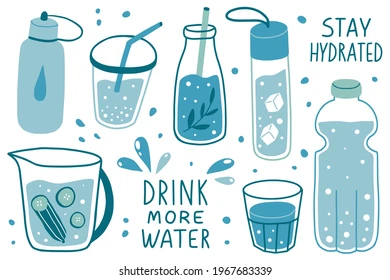 STAY
HYDRATED
DRINK
MORE
WATER
shutterstock.com · 1967683339